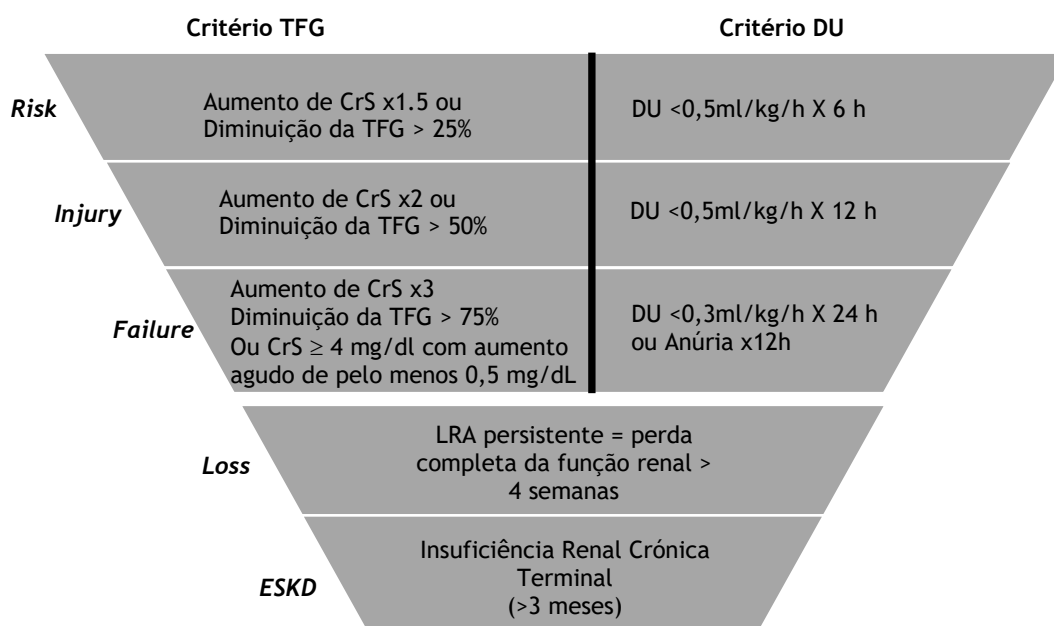 Critério TFG
Critério DU
Risk
Aumento de CrS x1.5 ou
Diminuição da TFG > 25%
DU <0,5ml/kg/h X 6 h
Injury
Aumento de CrS x2 ou
Diminuição da TFG > 50%
DU <0,5ml/kg/h X 12 h
Failure
Aumento de CrS x3
Diminuição da TFG > 75%
Ou CrS ≥ 4 mg/dl com aumento
agudo de pelo menos 0,5 mg/dL
DU <0,3ml/kg/h X 24 h
ou Anúria x12h
Loss
LRA persistente = perda
completa da função renal >
4 semanas
ESKD
Insuficiência Renal Crónica
Terminal
(>3 meses)